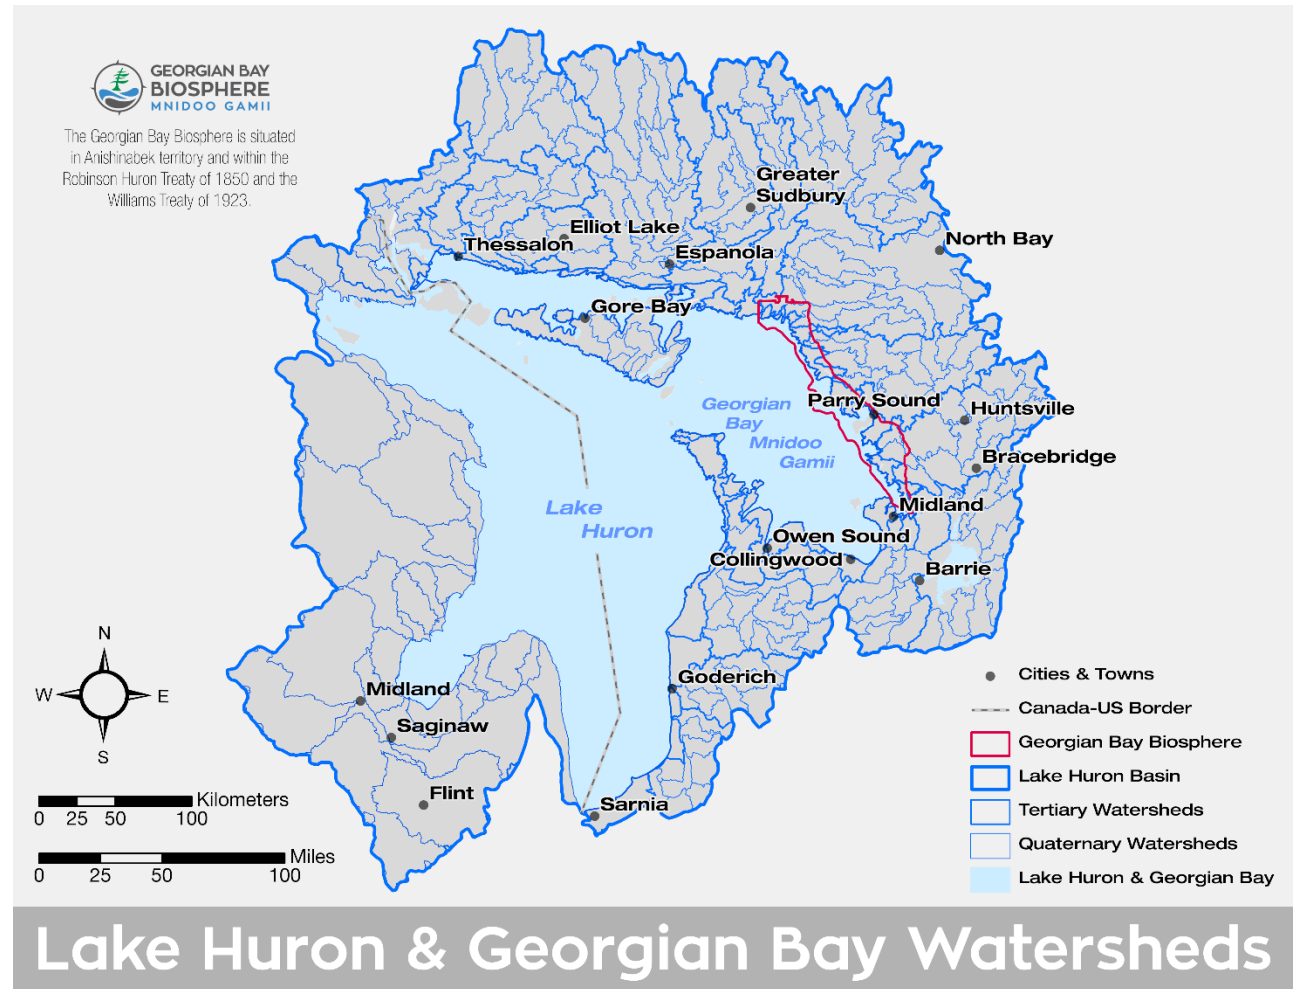 GEORGIAN BAY
BIOSPHERE
MNIDOO GAMII
The Georgian Bay Biosphere is situated
in Anishinabek territory and within the
Robinson Huron Treaty of 1850 and the
Williams Treaty of 1923.
Greater
Sudbury
Elliot Lake
Thessalon
Espanola
North Bay
Gore Bay
Parry Sound
Huntsville
Georgian
Bay
Mnidoo
Gamii
Bracebridge
Midland
Lake
Huron
Owen Sound
Collingwood
Barrie
Goderich
Midland
Saginaw
Flint
Sarnia
N
W
E
S
Kilometers
0 25 50 100
Miles
0 25 50 100
Cities & Towns
Canada-US Border
Georgian Bay Biosphere
Lake Huron Basin
Tertiary Watersheds
Quaternary Watersheds
Lake Huron & Georgian Bay
Lake Huron & Georgian Bay Watersheds